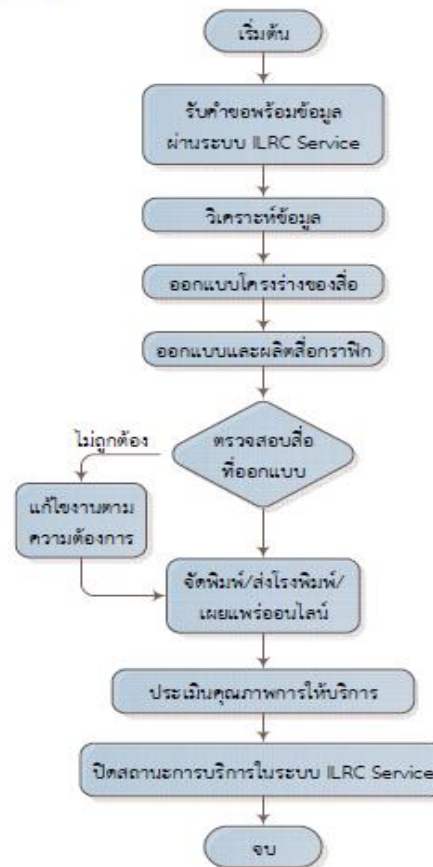 เริ่มต้น
รับคำขอพร้อมข้อมูล
ผ่านระบบ ILRC Service
วิเคราะห์ข้อมูล
ออกแบบโครงร่างของสื่อ
ออกแบบและผลิตสื่อกราฟิก
ไม่ถูกต้อง
ตรวจสอบสื่อ
ที่ออกแบบ
แก้ไขงานตาม
ความต้องการ
จัดพิมพ์/ส่งโรงพิมพ์/
เผยแพร่ออนไลน์
ประเมินคุณภาพการให้บริการ
ปิดสถานะการบริการในระบบ ILRC Service
จบ